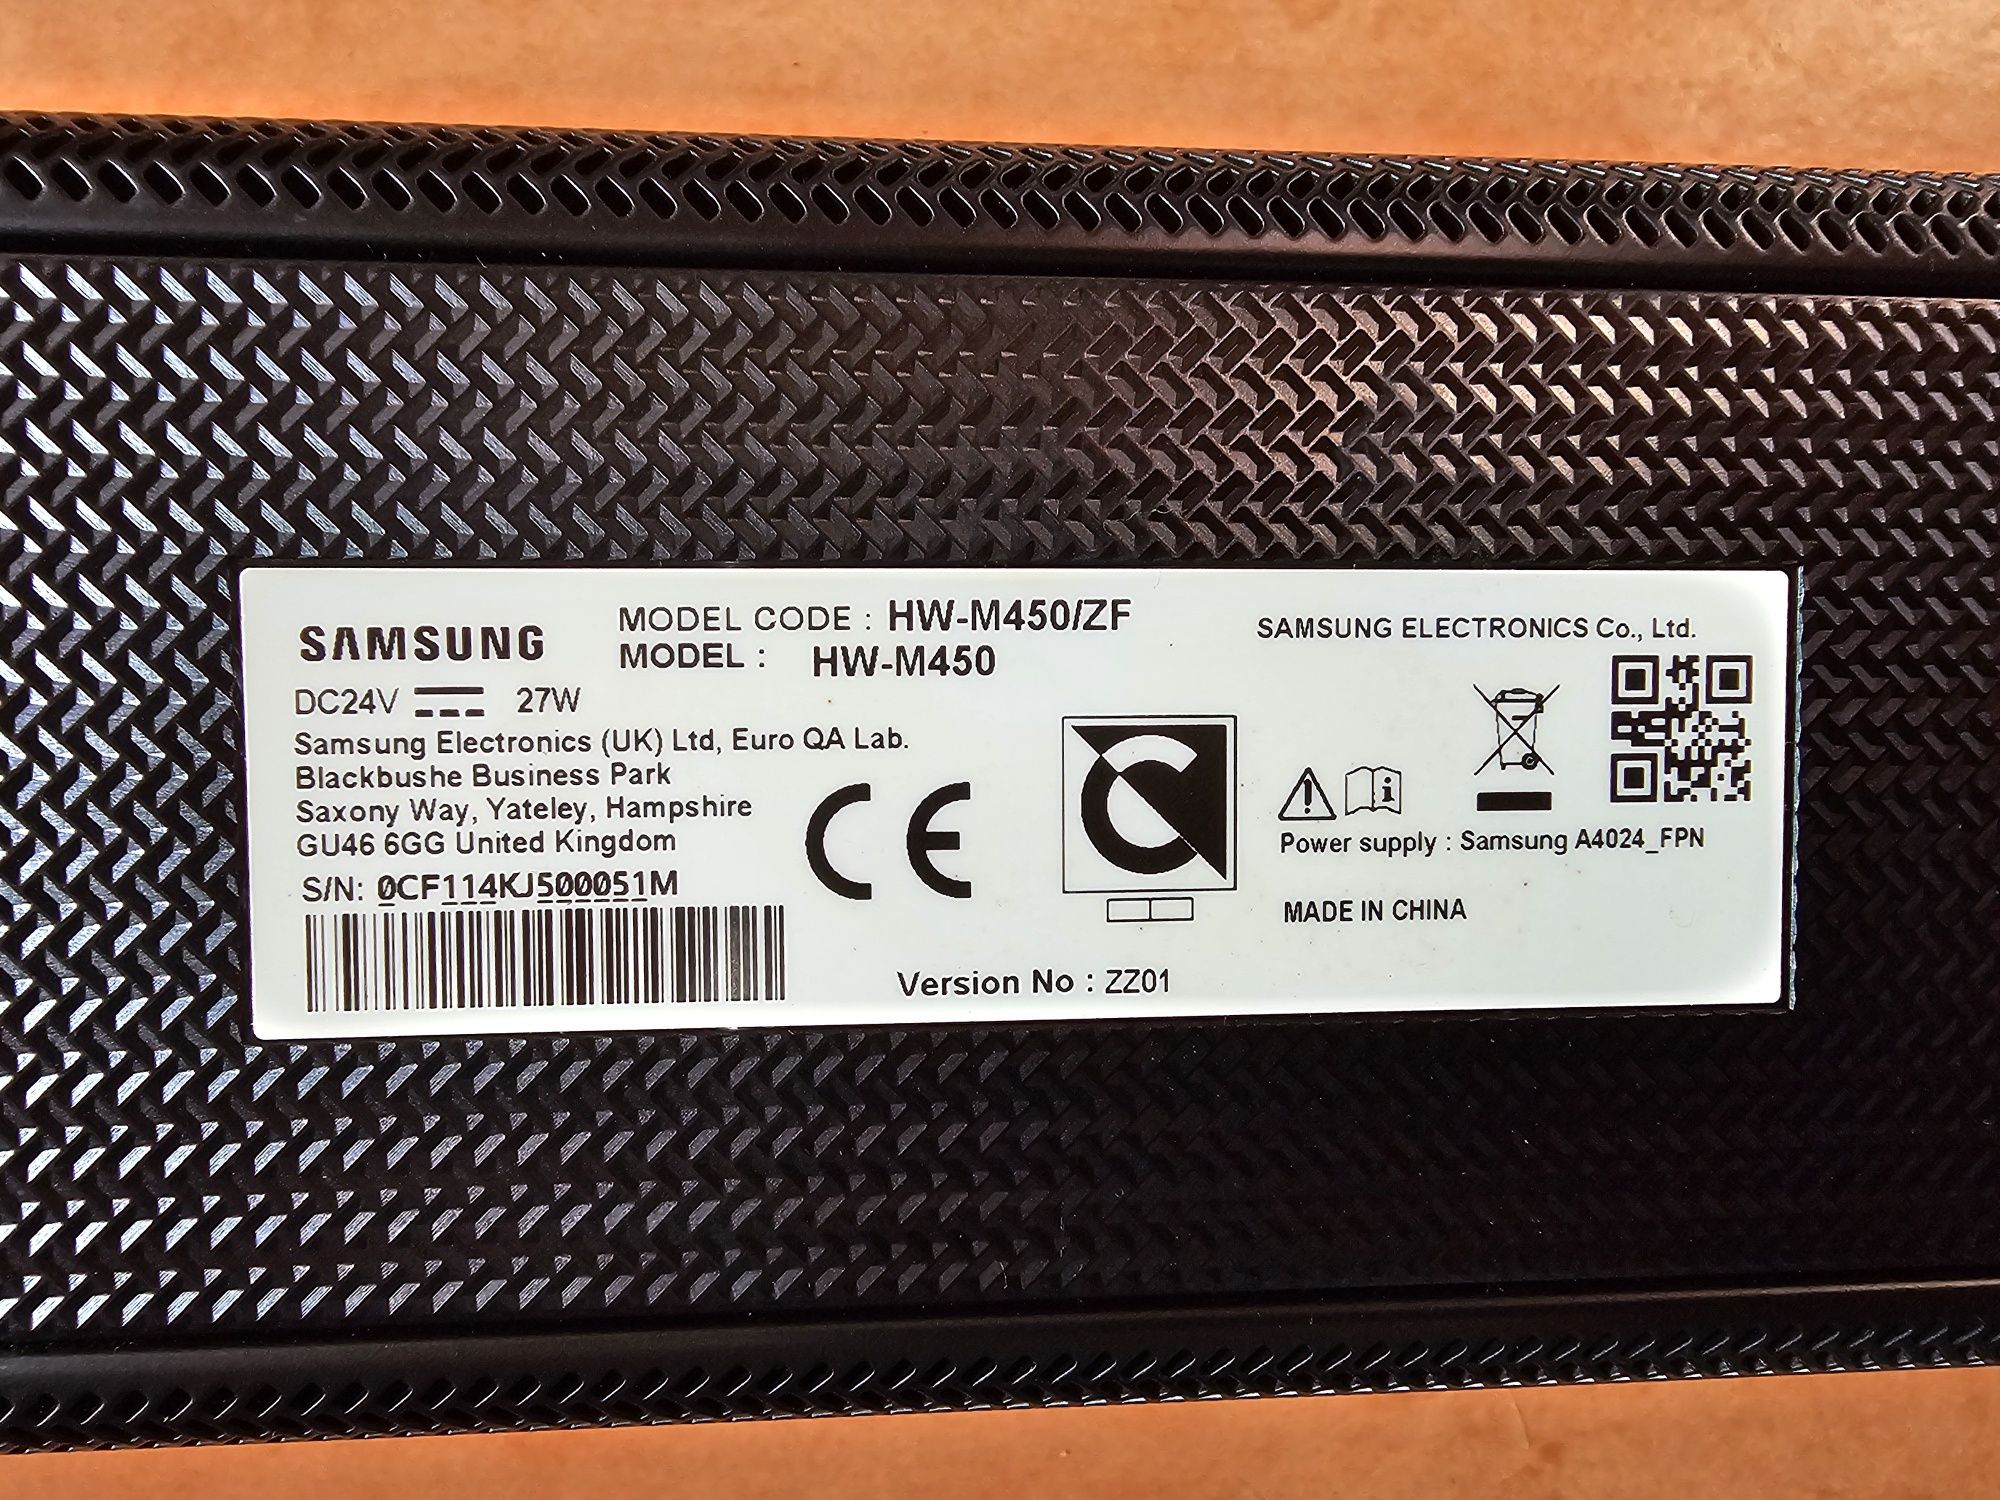 SAMSUNG
MODEL CODE : HW-M450/ZF
MODEL : HW-M450
DC24V 27W
Samsung Electronics (UK) Ltd, Euro QA Lab.
Blackbushe Business Park
Saxony Way, Yateley, Hampshire
GU46 6GG United Kingdom
S/N: 0CF114KJ500051M
CE
Version No : ZZ01
SAMSUNG ELECTRONICS Co., Ltd.
Power supply : Samsung A4024_FPN
MADE IN CHINA